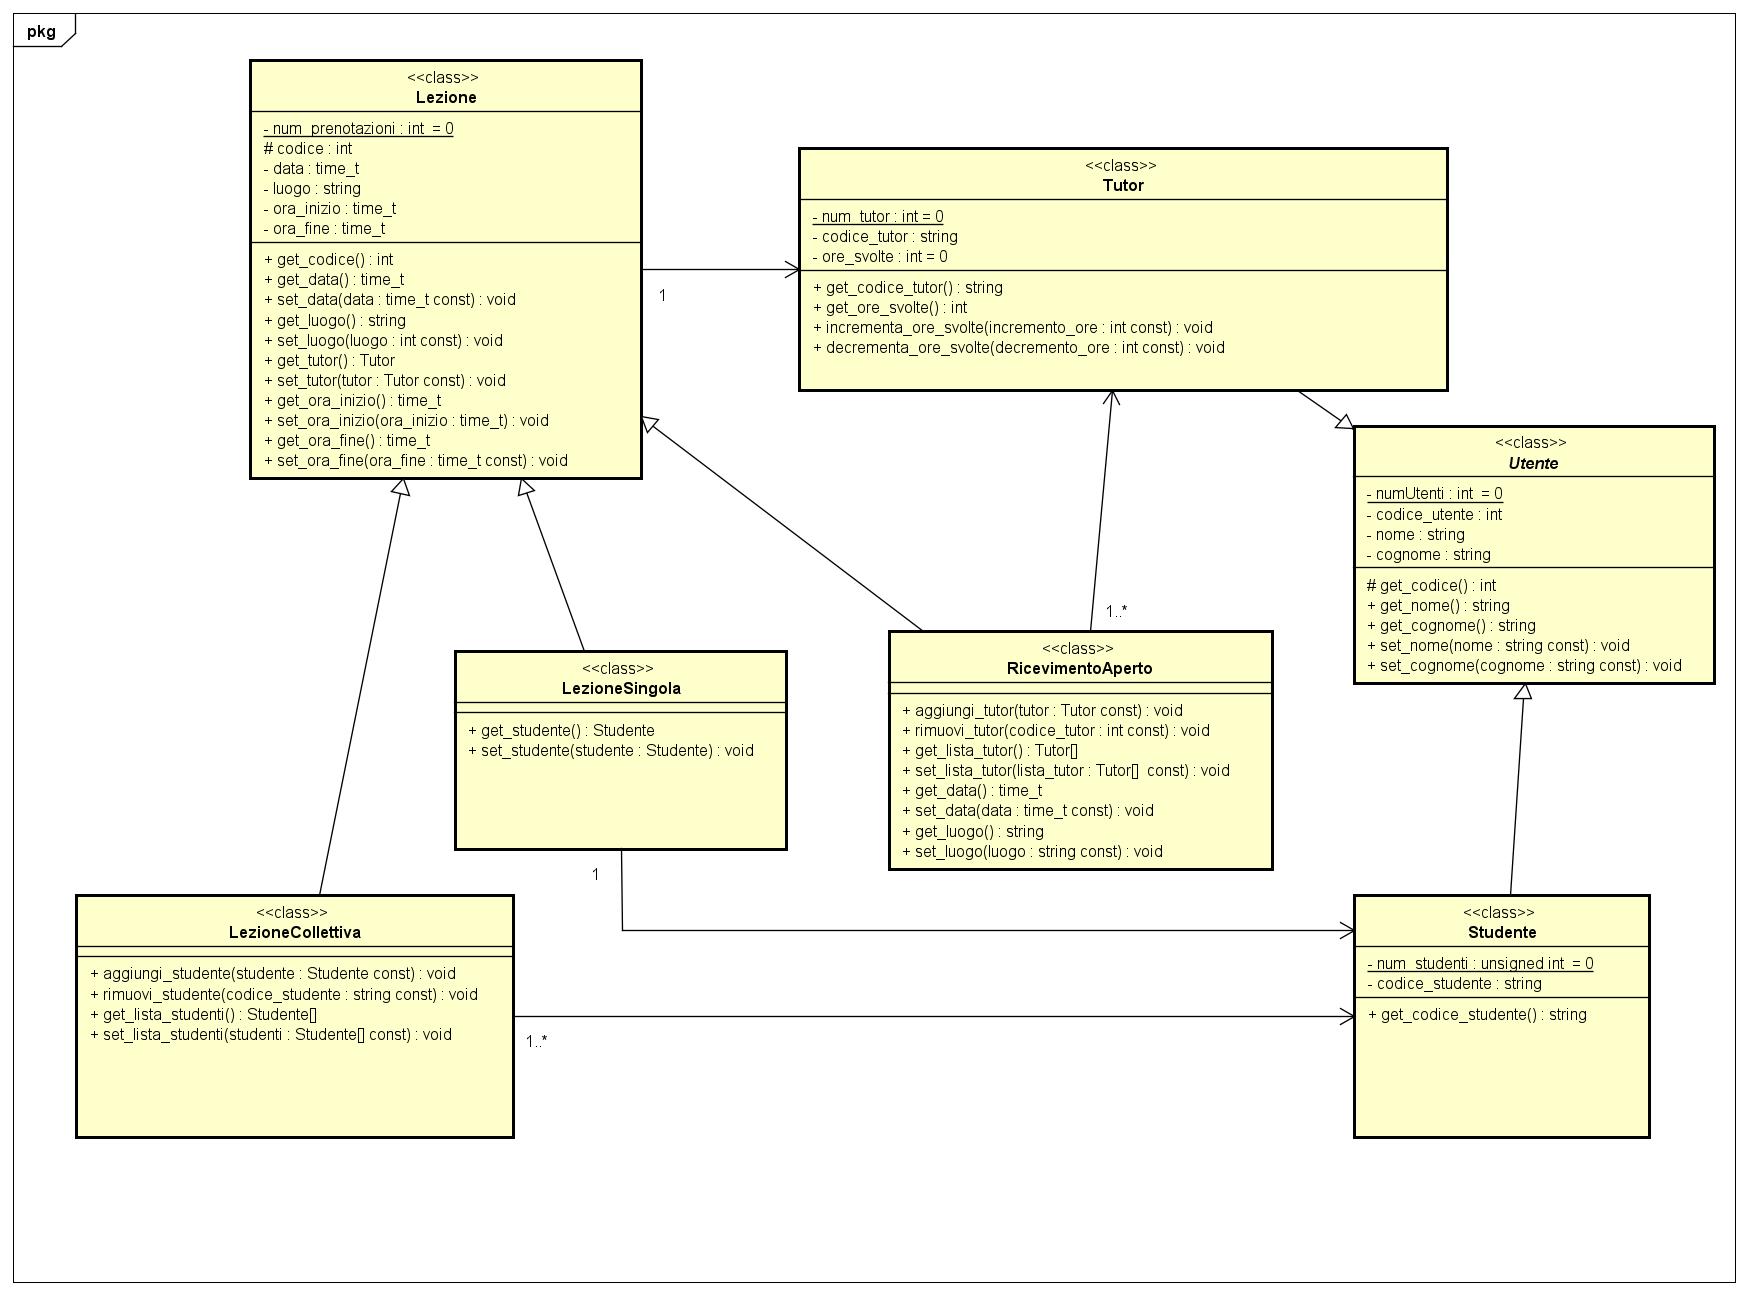 pkg
<<class>>
Lezione
- num_prenotazioni : int = 0
# codice : int
- data : time_t
- luogo : string
- ora_inizio : time_t
- ora_fine : time_t
+ get_codice() : int
+ get_data() : time_t
+ set_data(data : time_t const) : void
+ get_luogo() : string
+ set_luogo(luogo : int const) : void
+ get_tutor() : Tutor
+ set_tutor(tutor : Tutor const) : void
+ get_ora_inizio() : time_t
+ set_ora_inizio(ora_inizio : time_t) : void
+ get_ora_fine() : time_t
+ set_ora_fine(ora_fine : time_t const) : void
1
<<class>>
Tutor
- num_tutor : int = 0
- codice_tutor : string
- ore_svolte : int = 0
+ get_codice_tutor() : string
+ get_ore_svolte() : int
+ incrementa_ore_svolte(incremento_ore : int const) : void
+ decrementa_ore_svolte(decremento_ore : int const) : void
<<class>>
Utente
- numUtenti : int = 0
- codice_utente : int
- nome : string
- cognome : string
# get_codice() : int
+ get_nome() : string
+ get_cognome() : string
+ set_nome(nome : string const) : void
+ set_cognome(cognome : string const) : void
1..*
<<class>>
RicevimentoAperto
+ aggiungi_tutor(tutor : Tutor const) : void
+ rimuovi_tutor(codice_tutor : int const) : void
+ get_lista_tutor() : Tutor[]
+ set_lista_tutor(lista_tutor : Tutor[] const) : void
+ get_data() : time_t
+ set_data(data : time_t const) : void
+ get_luogo() : string
+ set_luogo(luogo : string const) : void
<<class>>
LezioneSingola
+ get_studente() : Studente
+ set_studente(studente : Studente) : void
1
<<class>>
LezioneCollettiva
+ aggiungi_studente(studente : Studente const) : void
+ rimuovi_studente(codice_studente : string const) : void
+ get_lista_studenti() : Studente[]
+ set_lista_studenti(studenti : Studente[] const) : void
1..*
<<class>>
Studente
- num_studenti : unsigned int = 0
- codice_studente : string
+ get_codice_studente() : string